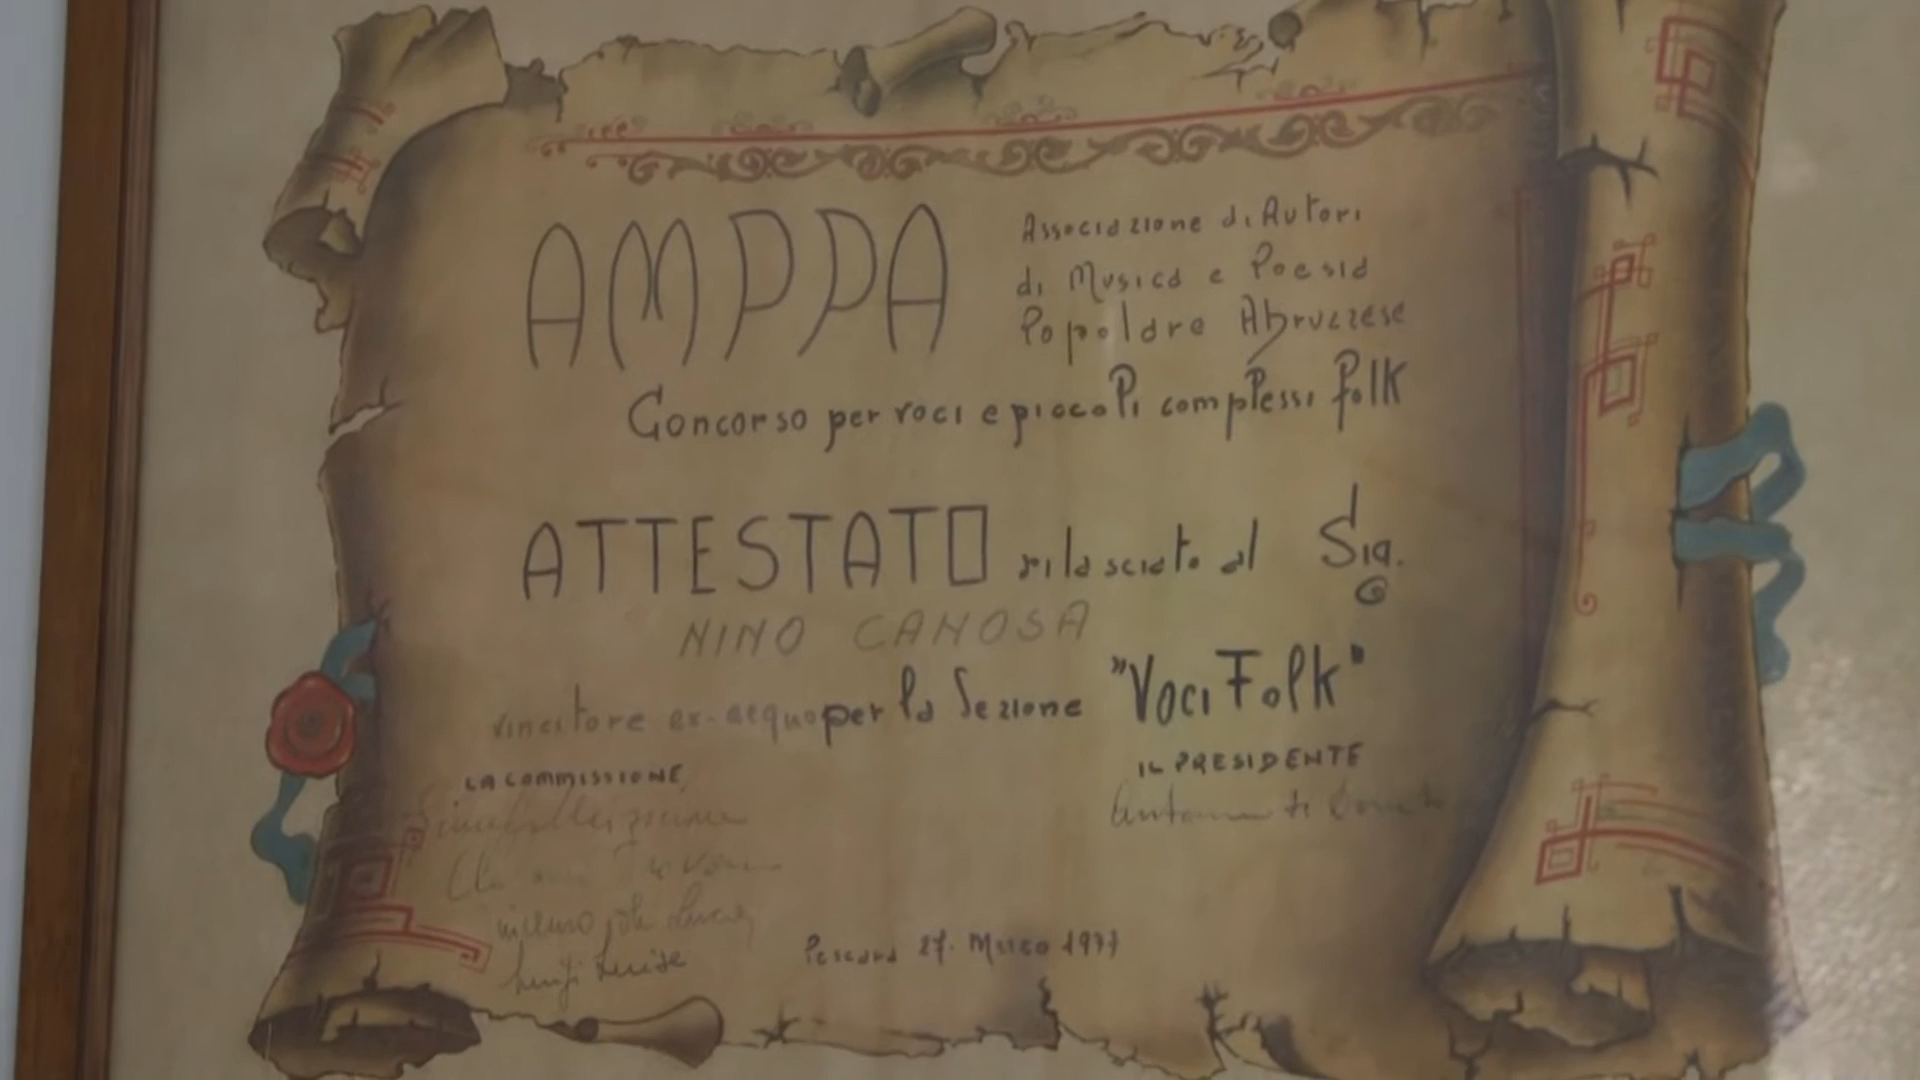 AMPPA
Associazione di Autori
di Musica e Poesia
Popolare Abruzzese
Concorso per voci e piccoli complessi folk
ATTESTATO rilasciato al Sig.
NINO CANOSA
vincitore ex-aequo per la Sezione "Voci Folk"
LA COMMISSIONE
IL PRESIDENTE
Pescara 27. Marzo 1977